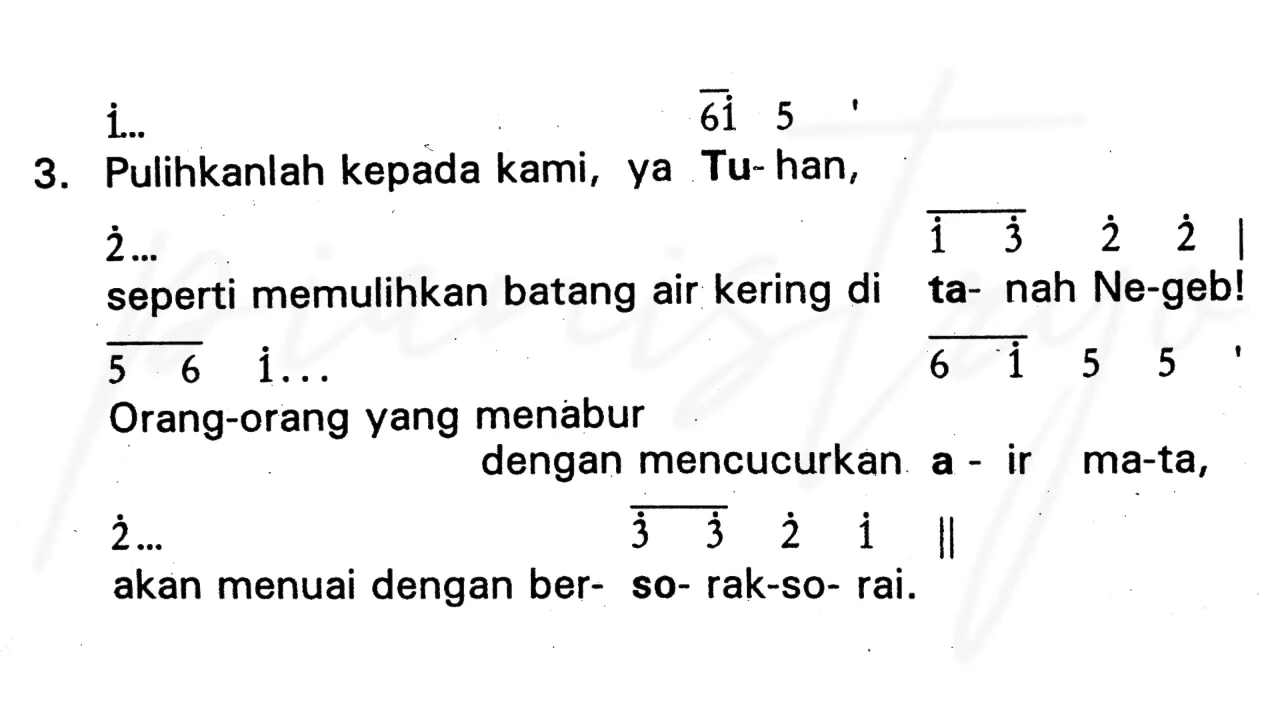 i̇... 6̅i̇ 5 '
3. Pulihkanlah kepada kami, ya Tu- han,
2̇... i̇ 3̇ 2̇ 2̇ |
seperti memulihkan batang air kering di ta- nah Ne-geb!
5 6 i̇... 6 i̇ 5 5 '
Orang-orang yang menabur
dengan mencucurkan a - ir ma-ta,
2̇... 3̇ 3̇ 2̇ i̇ ||
akan menuai dengan ber- so- rak-so- rai.
pianistayo